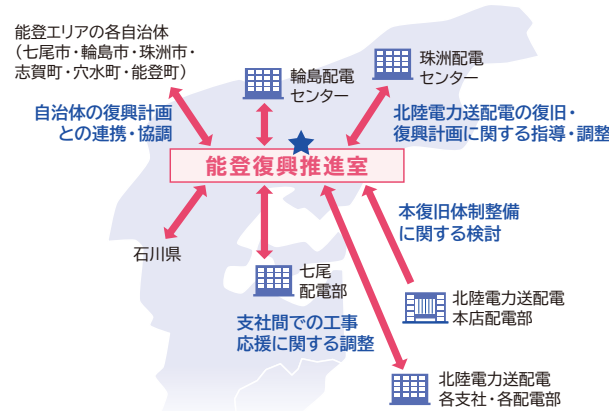 能登エリアの各自治体
（七尾市・輪島市・珠洲市・
志賀町・穴水町・能登町）
輪島配電
センター
珠洲配電
センター
自治体の復興計画
との連携・協調
北陸電力送配電の復旧・
復興計画に関する指導・調整
能登復興推進室
石川県
七尾
配電部
本復旧体制整備
に関する検討
支社間での工事
応援に関する調整
北陸電力送配電
本店配電部
北陸電力送配電
各支社・各配電部